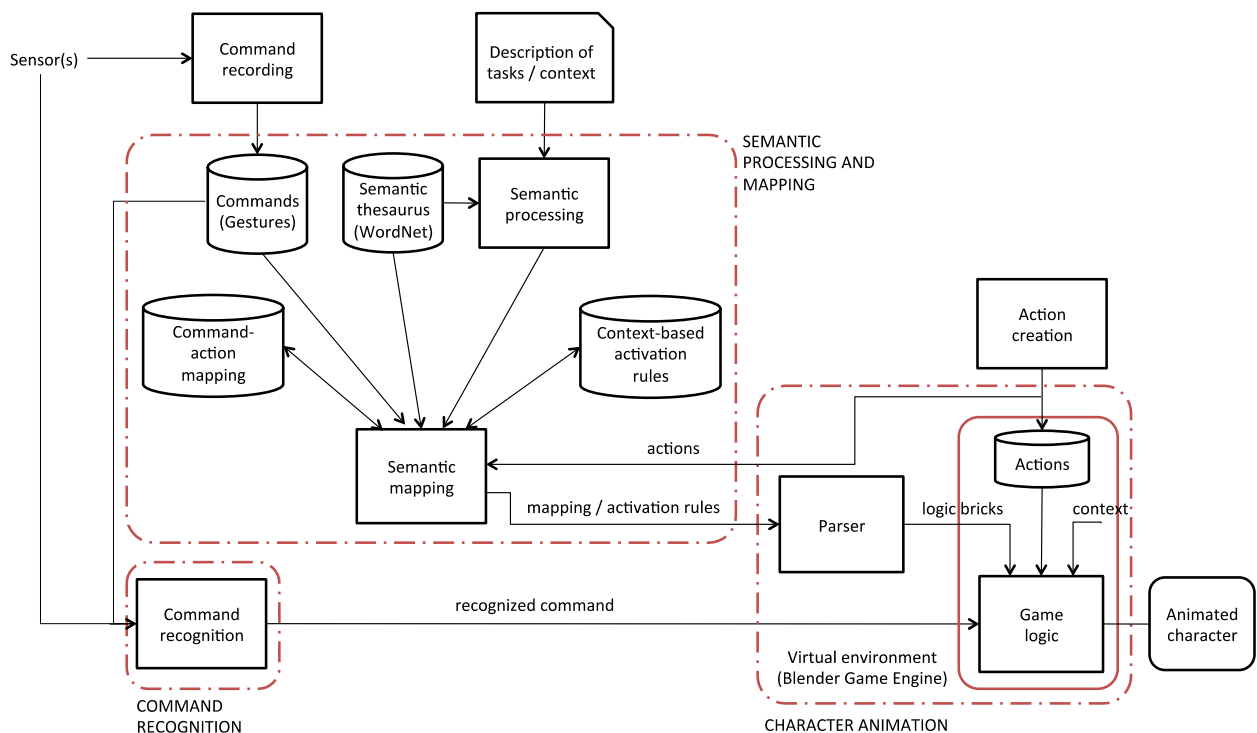 Sensor(s)
Command
recording
Description of
tasks / context
SEMANTIC
PROCESSING AND
MAPPING
Commands
(Gestures)
Semantic
thesaurus
(WordNet)
Semantic
processing
Command-
action
mapping
Context-based
activation
rules
Action
creation
Semantic
mapping
actions
mapping / activation rules
Parser
logic bricks
Actions
context
Command
recognition
recognized command
Game
logic
Animated
character
Virtual environment
(Blender Game Engine)
COMMAND
RECOGNITION
CHARACTER ANIMATION